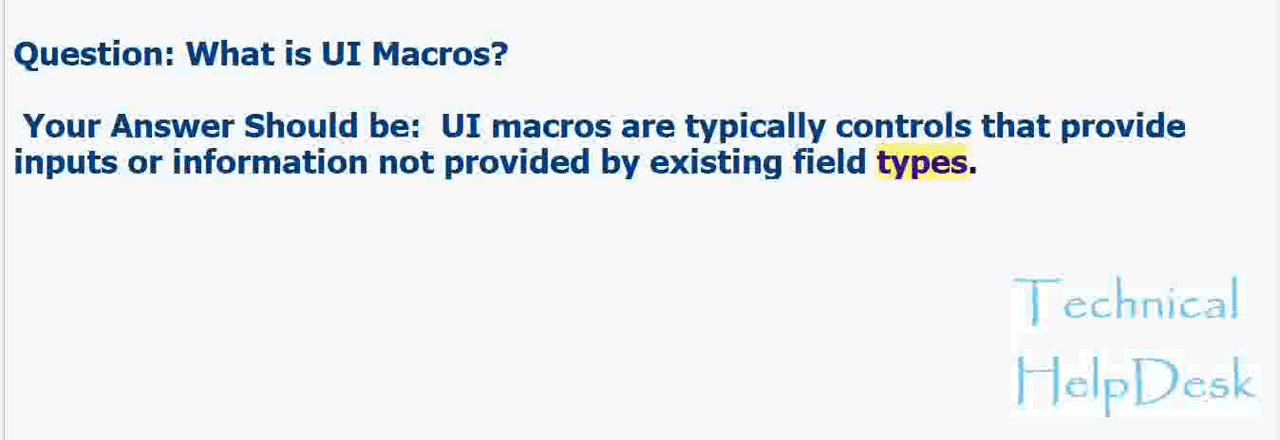 Question: What is UI Macros?
Your Answer Should be: UI macros are typically controls that provide
inputs or information not provided by existing field types.
Technical
HelpDesk